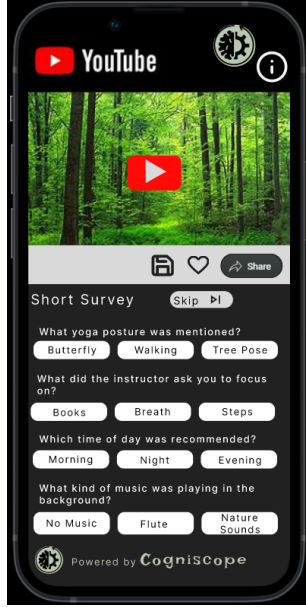 YouTube
Share
Short Survey
Skip
What yoga posture was mentioned?
Butterfly
Walking
Tree Pose
What did the instructor ask you to focus
on?
Books
Breath
Steps
Which time of day was recommended?
Morning
Night
Evening
What kind of music was playing in the
background?
No Music
Flute
Nature
Sounds
Powered by Cogniscope